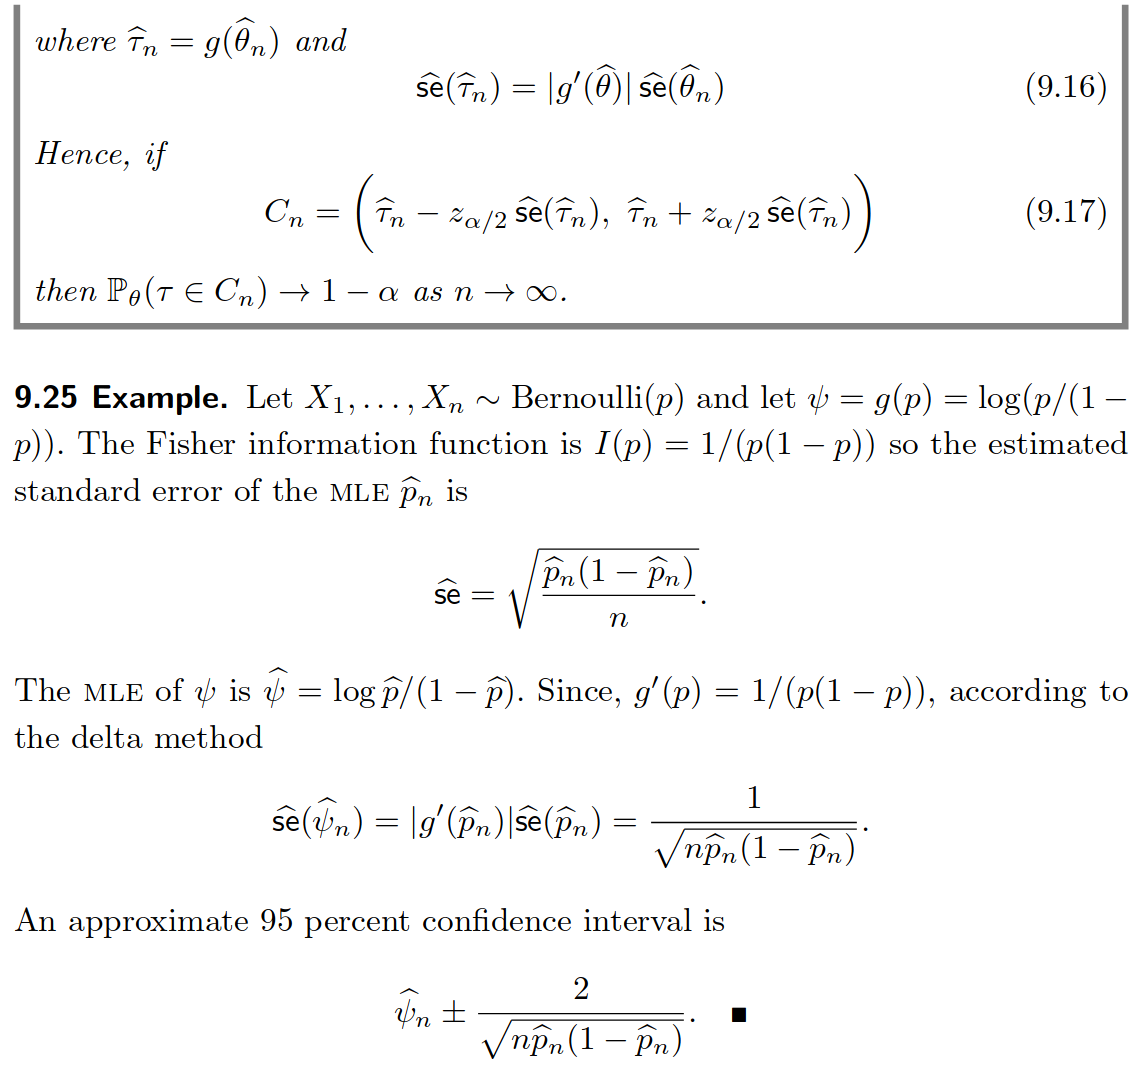 where τ̂ₙ = g(θ̂ₙ) and
ŝe(τ̂ₙ) = |g′(θ̂)| ŝe(θ̂ₙ) (9.16)
Hence, if
Cₙ = ( τ̂ₙ − z_{α/2} ŝe(τ̂ₙ), τ̂ₙ + z_{α/2} ŝe(τ̂ₙ) ) (9.17)
then ℙ_θ(τ ∈ Cₙ) → 1 − α as n → ∞.
9.25 Example. Let X₁, . . . , Xₙ ∼ Bernoulli(p) and let ψ = g(p) = log(p/(1 −
p)). The Fisher information function is I(p) = 1/(p(1 − p)) so the estimated
standard error of the MLE p̂ₙ is
ŝe = √(p̂ₙ(1 − p̂ₙ)/n).
The MLE of ψ is ψ̂ = log p̂/(1 − p̂). Since, g′(p) = 1/(p(1 − p)), according to
the delta method
ŝe(ψ̂ₙ) = |g′(p̂ₙ)|ŝe(p̂ₙ) = 1/√(np̂ₙ(1 − p̂ₙ)).
An approximate 95 percent confidence interval is
ψ̂ₙ ± 2/√(np̂ₙ(1 − p̂ₙ)). ■